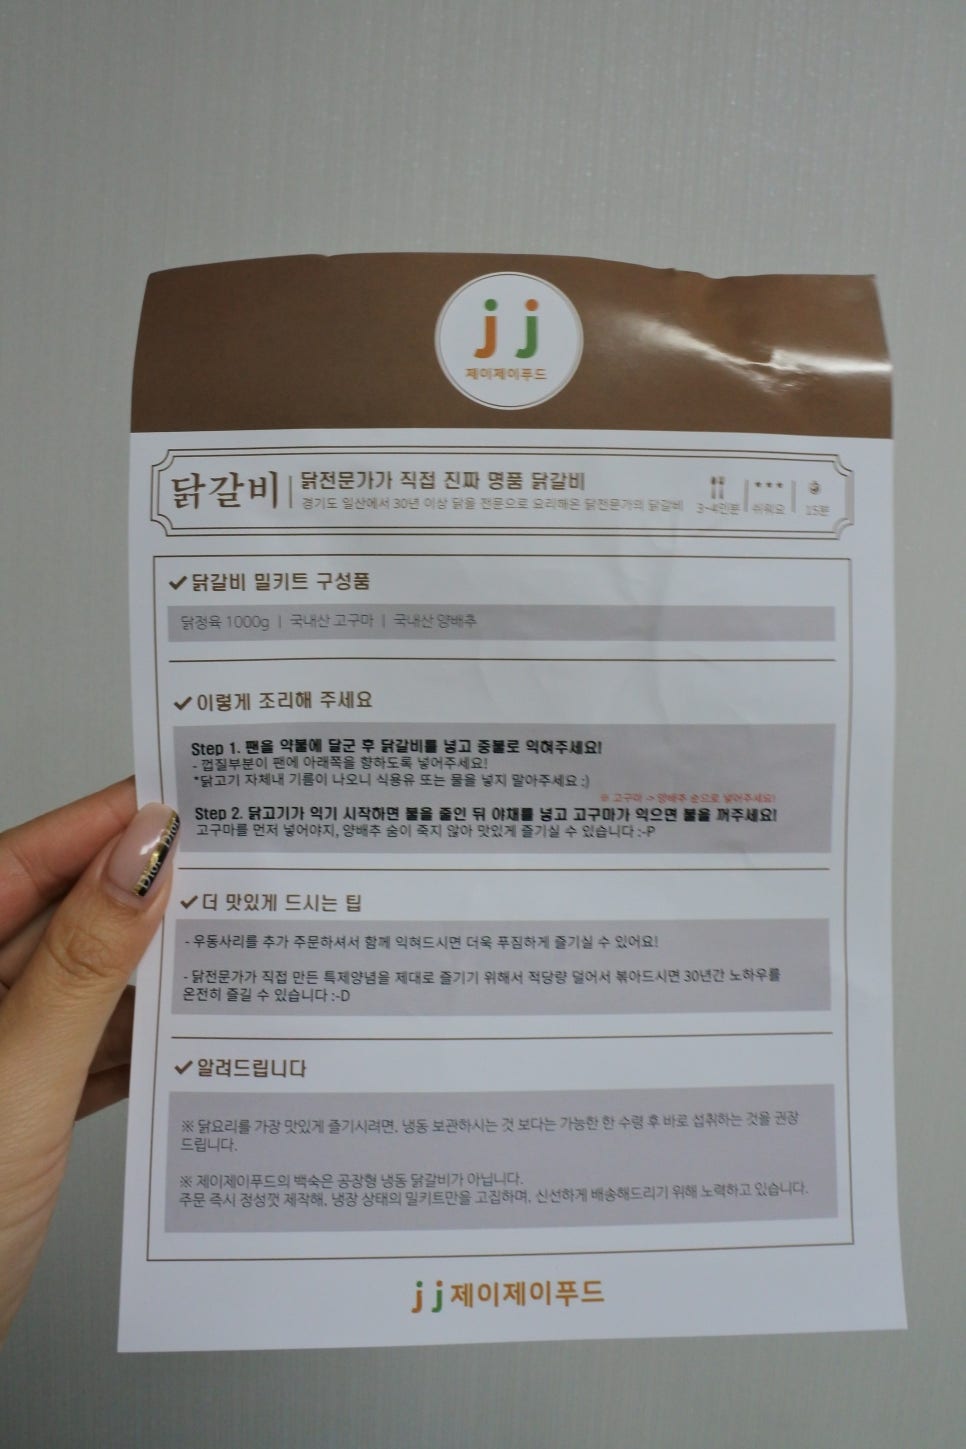 jj
제이제이푸드
닭갈비
닭전문가가 직접 진짜 명품 닭갈비
경기도 일산에서 30년 이상 닭을 전문으로 요리해온 닭전문가의 닭갈비
3~4인분 쉬워요 15분
닭갈비 밀키트 구성품
닭정육 1000g | 국내산 고구마 | 국내산 양배추
이렇게 조리해 주세요
Step 1. 팬을 약불에 달군 후 닭갈비를 넣고 중불로 익혀주세요!
- 껍질부분이 팬에 아래쪽을 향하도록 넣어주세요!
*닭고기 자체내 기름이 나오니 식용유 또는 물을 넣지 말아주세요 :)
※ 고구마 -> 양배추 순으로 넣어주세요!
Step 2. 닭고기가 익기 시작하면 불을 줄인 뒤 야채를 넣고 고구마가 익으면 불을 꺼주세요!
고구마를 먼저 넣어야지, 양배추 숨이 죽지 않아 맛있게 즐기실 수 있습니다 :-P
더 맛있게 드시는 팁
- 우동사리를 추가 주문하셔서 함께 익혀드시면 더욱 푸짐하게 즐기실 수 있어요!
- 닭전문가가 직접 만든 특제양념을 제대로 즐기기 위해서 적당량 덜어서 볶아드시면 30년간 노하우를
온전히 즐길 수 있습니다 :-D
알려드립니다
※ 닭요리를 가장 맛있게 즐기시려면, 냉동 보관하시는 것 보다는 가능한 한 수령 후 바로 섭취하는 것을 권장
드립니다.
※ 제이제이푸드의 백숙은 공장형 냉동 닭갈비가 아닙니다.
주문 즉시 정성껏 제작해, 냉장 상태의 밀키트만을 고집하며, 신선하게 배송해드리기 위해 노력하고 있습니다.
jj 제이제이푸드
Dior Dior